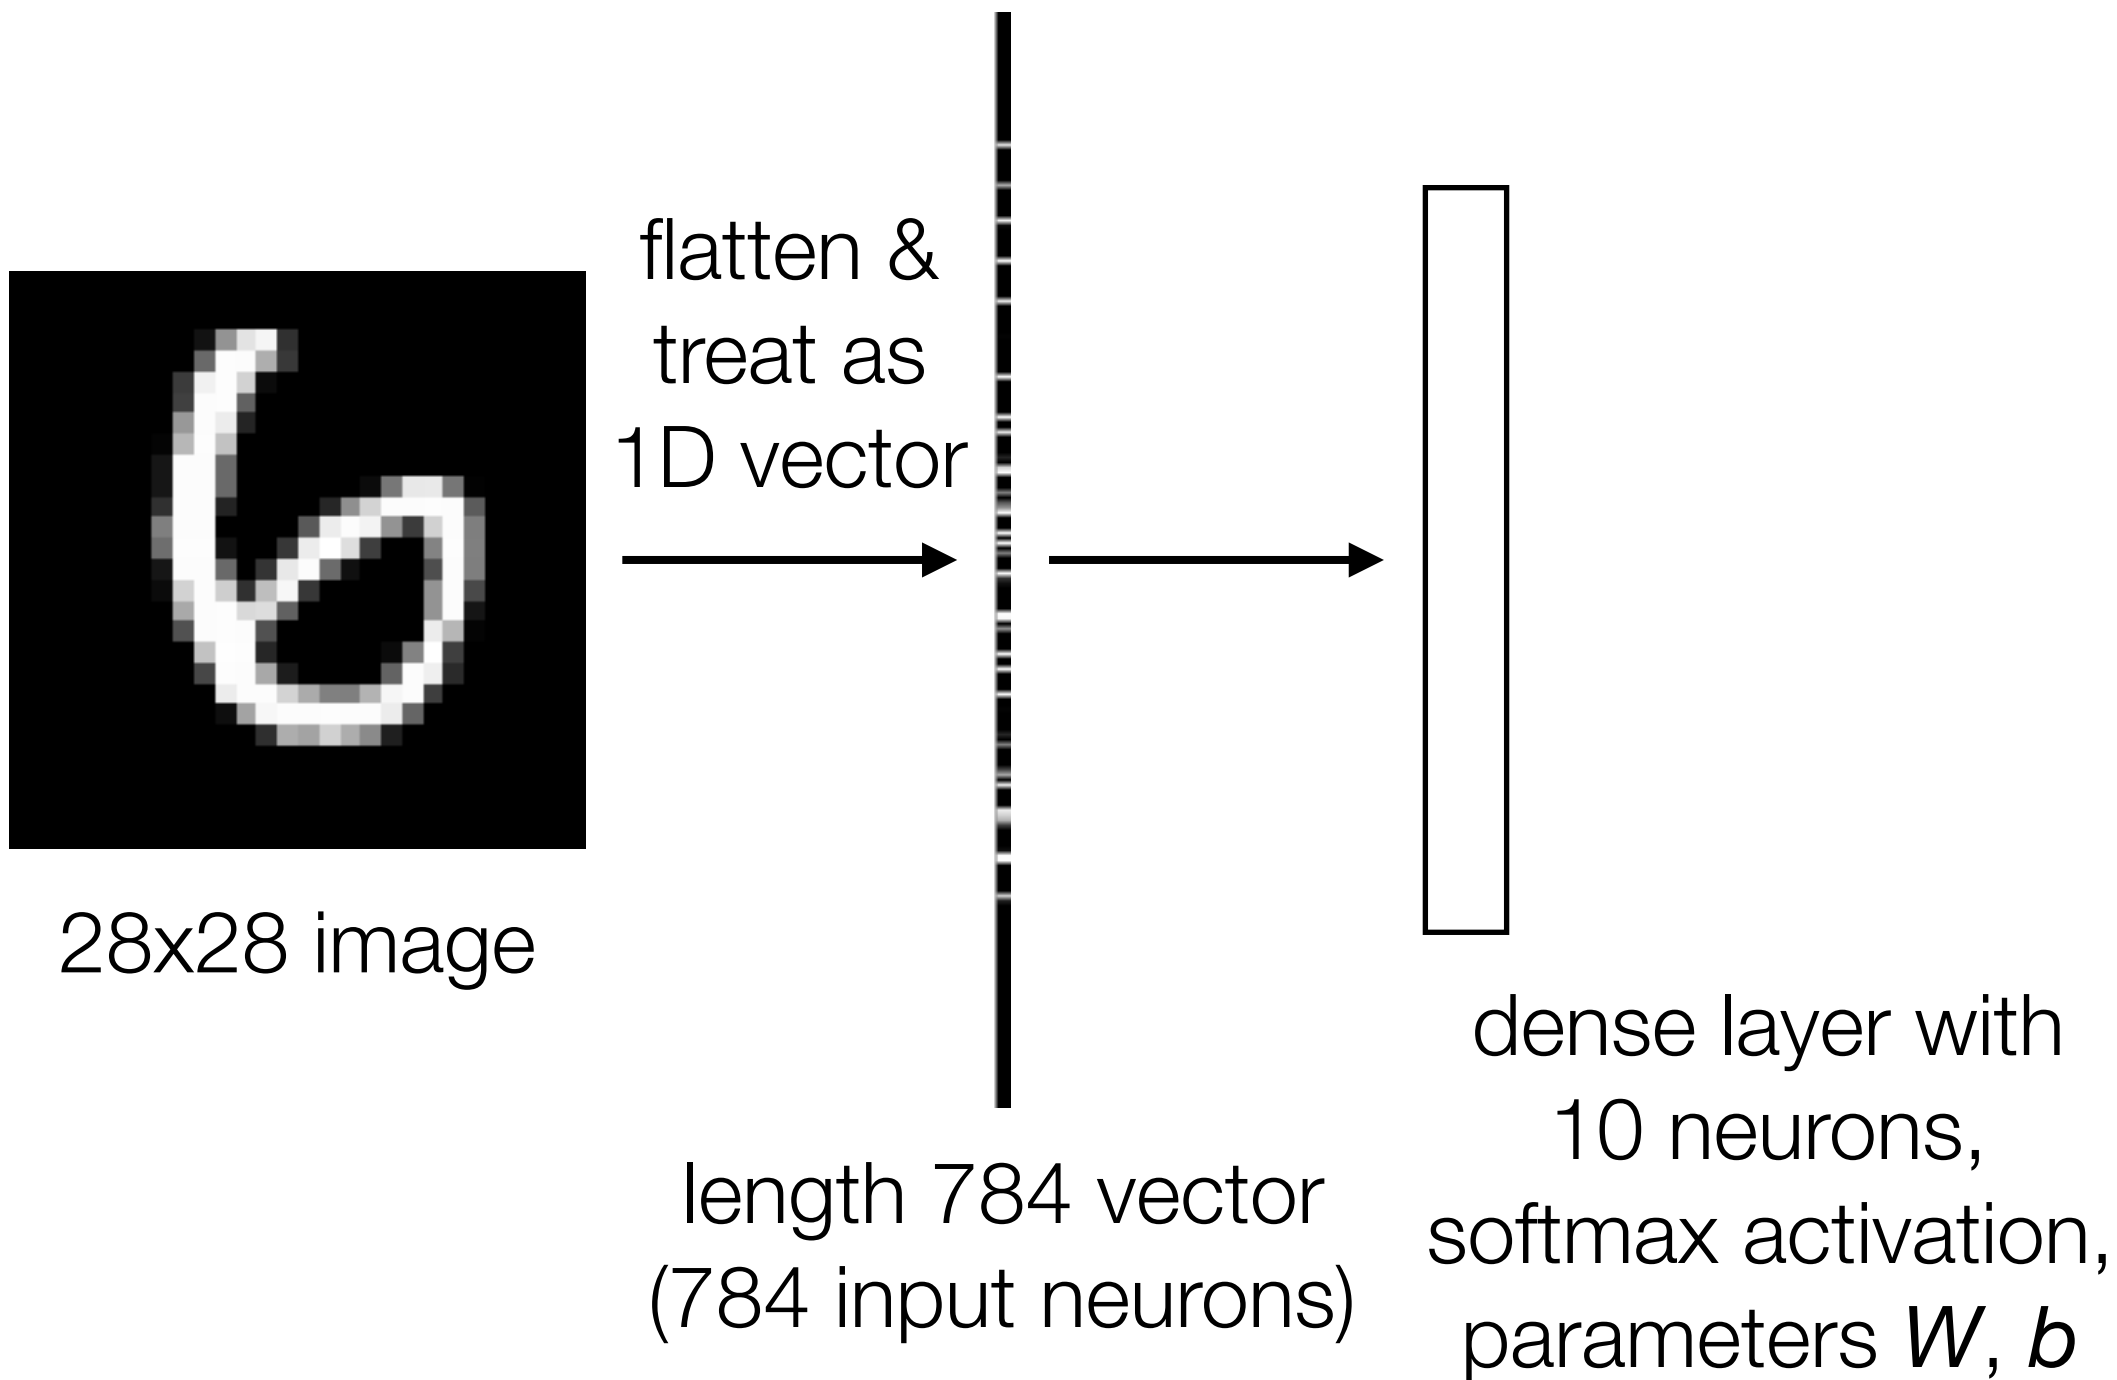 flatten &
treat as
1D vector
28x28 image
length 784 vector
(784 input neurons)
dense layer with
10 neurons,
softmax activation,
parameters W, b